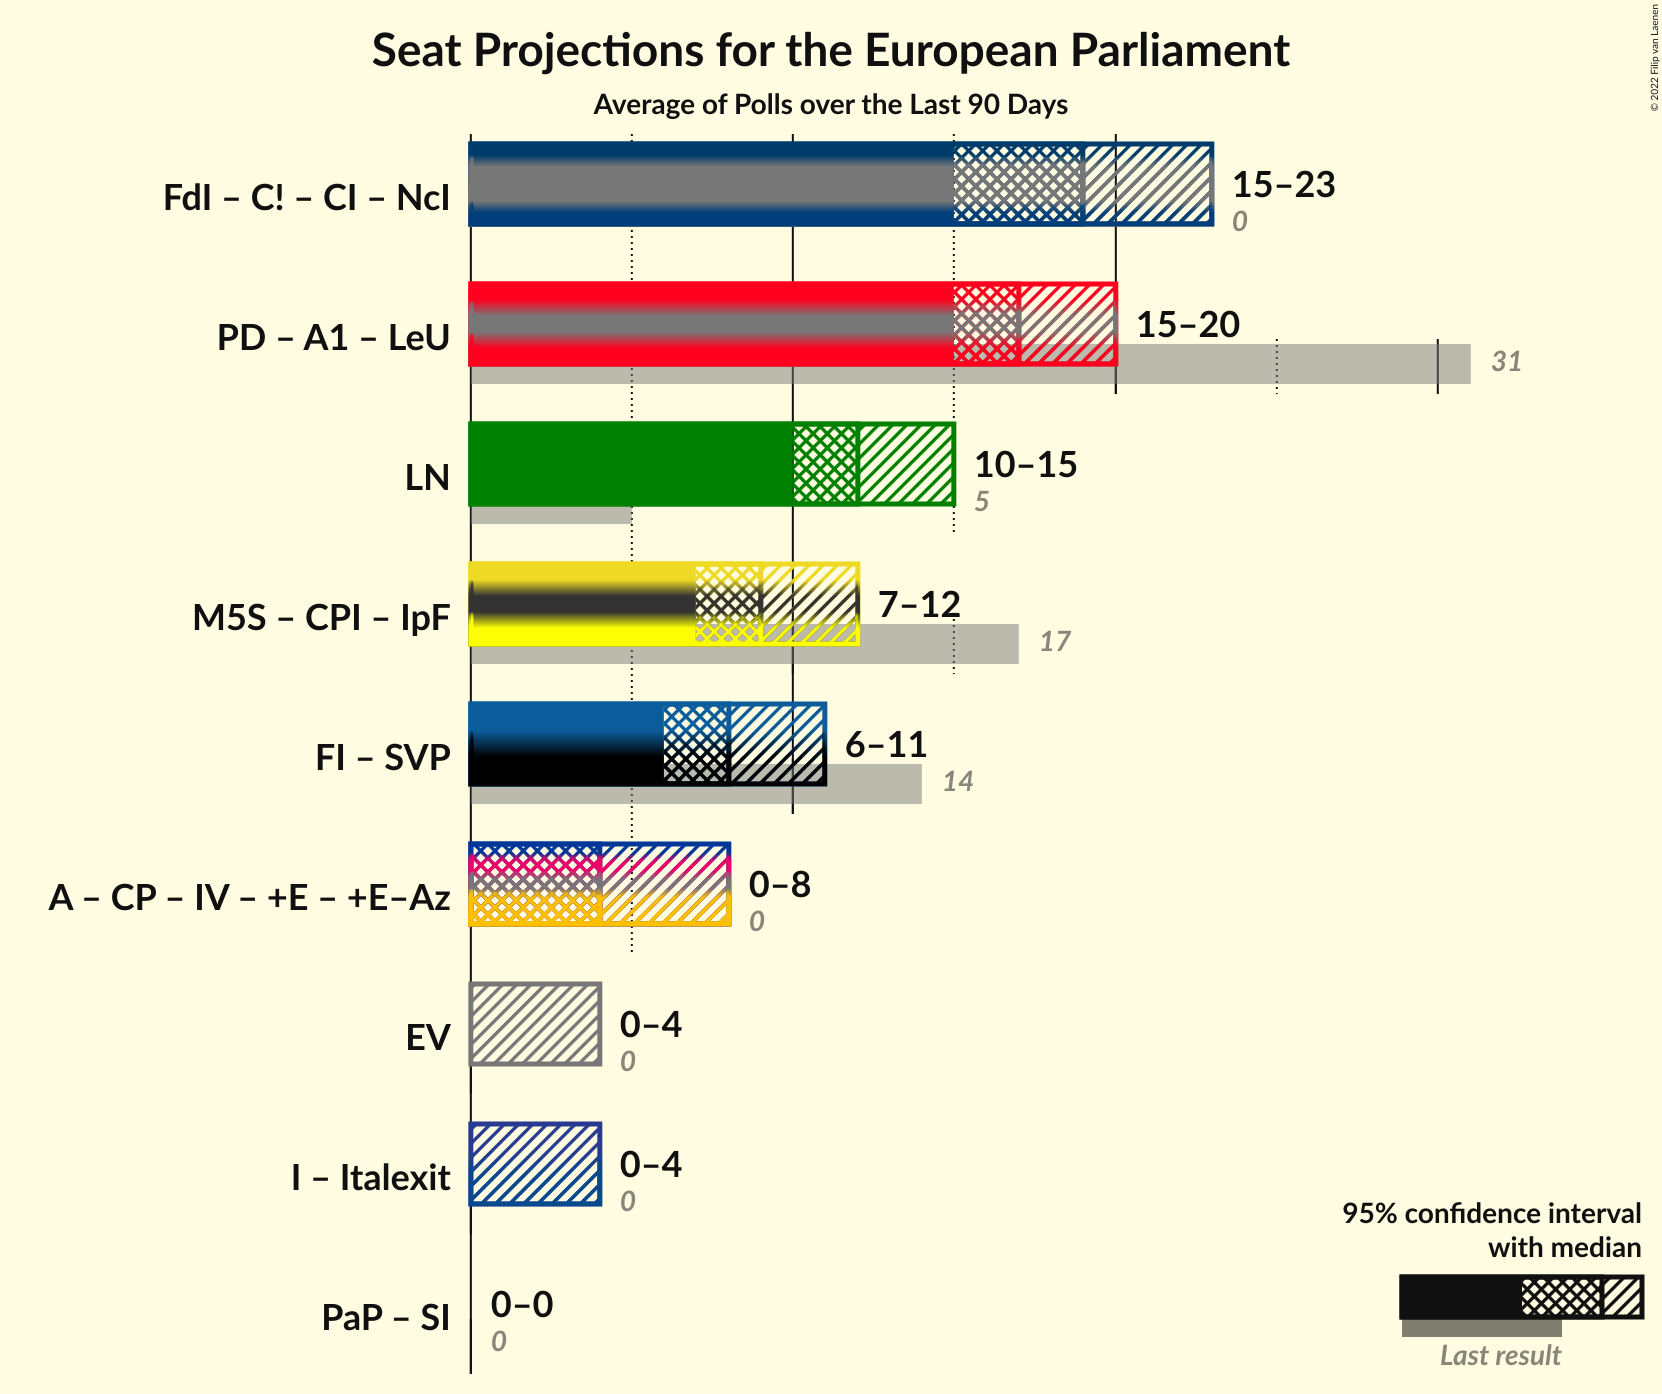 Seat Projections for the European Parliament
Average of Polls over the Last 90 Days
© 2022 Filip van Laenen
FdI – C! – CI – NcI
15–23
0
PD – A1 – LeU
15–20
31
LN
10–15
5
M5S – CPI – IpF
7–12
17
FI – SVP
6–11
14
A – CP – IV – +E – +E–Az
0–8
0
EV
0–4
0
I – Italexit
0–4
0
PaP – SI
0–0
0
95% confidence interval
with median
Last result